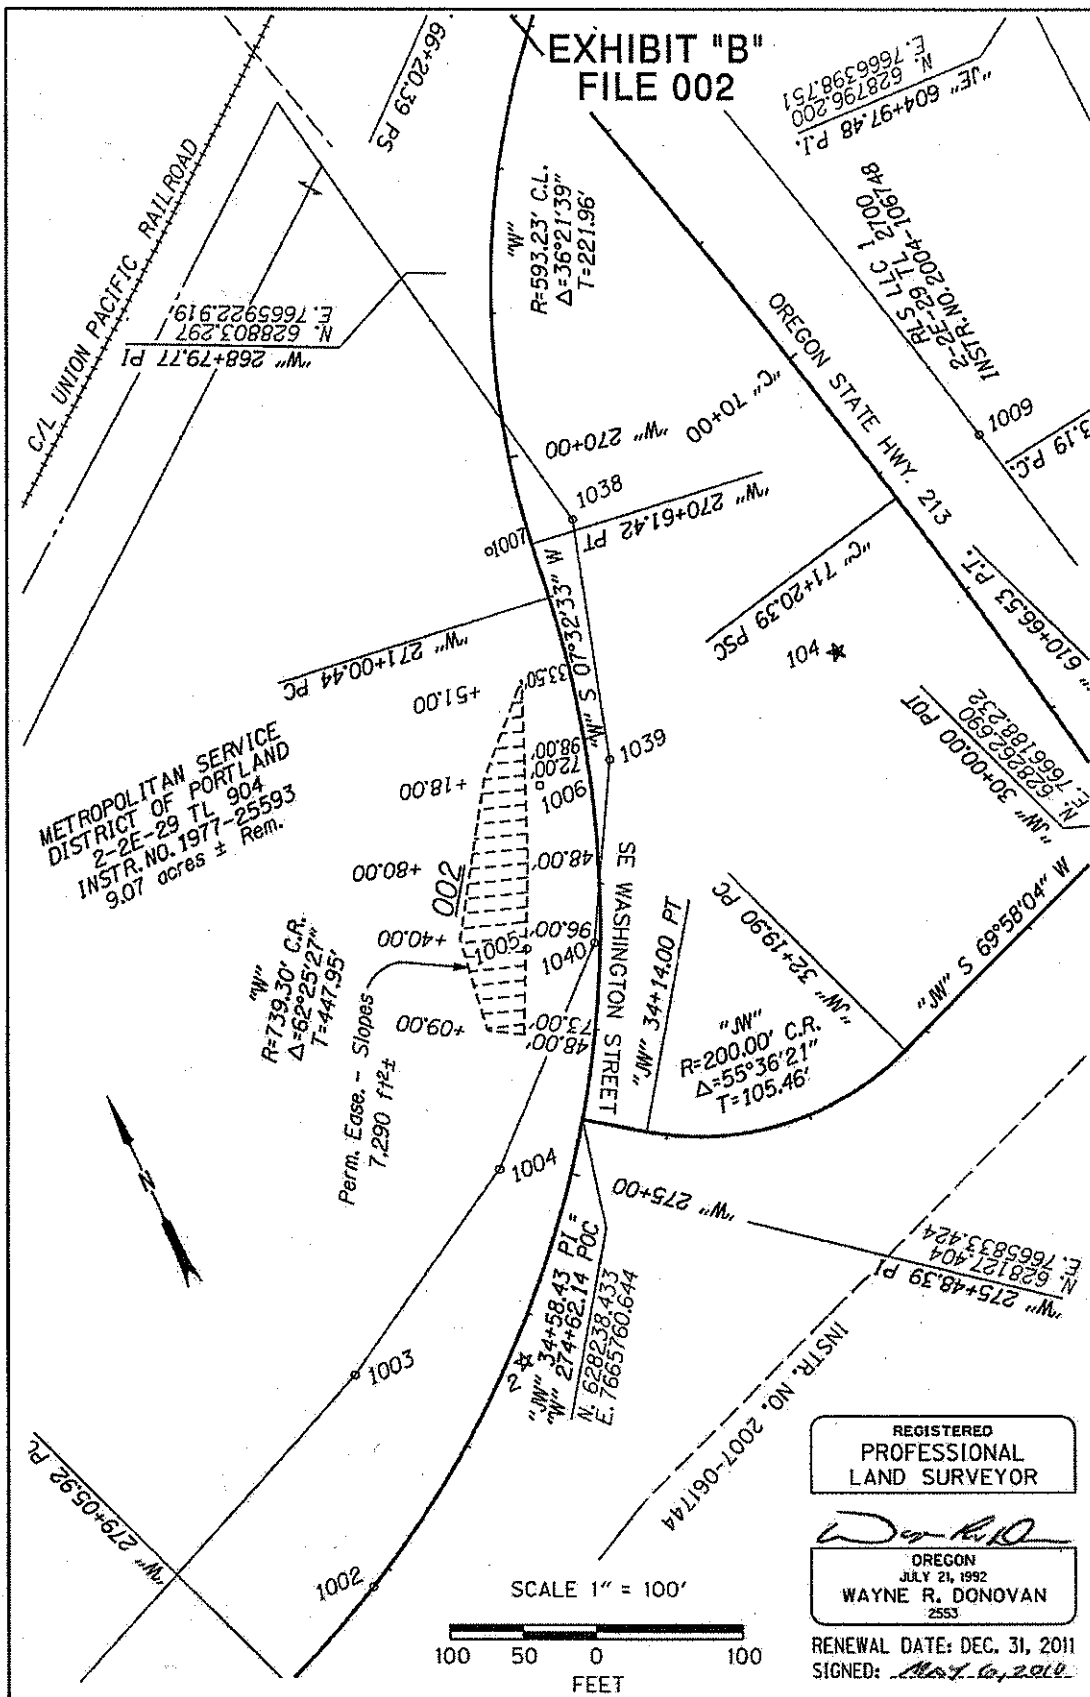 EXHIBIT "B"
FILE 002
66+20.39 PS
"JE" 604+97.48 P.I.
N. 628796.200
E. 7666398.751
C/L UNION PACIFIC RAILROAD
"W"
R=593.23' C.L.
Δ=36°21'39"
T=221.96'
RLS LLC 1
2-2E-29 TL 2700
INSTR.NO.2004-106748
"W" 268+79.77 PI
N. 628803.297
E. 7665922.919
OREGON STATE HWY. 213
6001
3.19 P.C.
"C" 70+00
"W" 270+00
1038
"W" 270+61.42 PT
1007
"W" S 07°32'33" W
"C" 71+20.39 PSC
104
" 610+66.53 P.T.
"W" 271+00.44 PC
"JW" 30+00.00 POT
N. 628262.690
E. 7666188.232
+51.00
33.50'
METROPOLITAN SERVICE
DISTRICT OF PORTLAND
2-2E-29 TL 904
INSTR.NO.1977-25593
9.07 acres ± Rem.
98.00'
72.00'
1039
+18.00
1009
+80.00
002
48.00'
SE WASHINGTON STREET
"JW" 32+19.90 PC
"JW" S 69°58'04" W
+40.00
96.00'
1005
1040
"JW" 34+14.00 PT
"W"
R=739.30' C.R.
Δ=62°25'27"
T=447.95'
+09.00
73.00'
48.00'
"JW"
R=200.00' C.R.
Δ=55°36'21"
T=105.46'
Perm. Ease. - Slopes
7,290 ft²±
N
1004
"W" 275+00
"W" 275+48.39 PI
N. 628127.404
E. 7665833.424
"JW" 34+58.43 PI =
"W" 274+62.14 POC
N. 628238.433
E. 7665760.644
2
1003
INSTR. NO. 2007-061744
"W" 279+05.92 PC
1002
REGISTERED
PROFESSIONAL
LAND SURVEYOR
OREGON
JULY 21, 1992
WAYNE R. DONOVAN
2553
RENEWAL DATE: DEC. 31, 2011
SIGNED: MAY 6, 2010
SCALE 1" = 100'
100 50 0 100
FEET